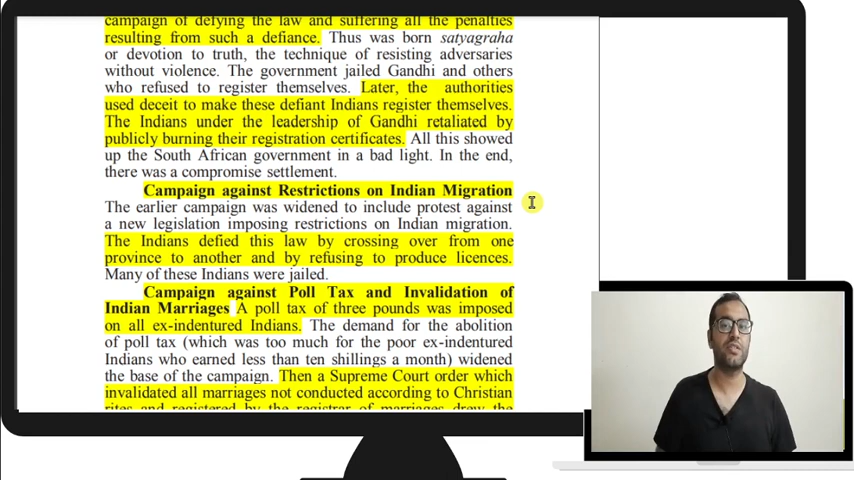 campaign of defying the law and suffering all the penalties
resulting from such a defiance. Thus was born satyagraha
or devotion to truth, the technique of resisting adversaries
without violence. The government jailed Gandhi and others
who refused to register themselves. Later, the authorities
used deceit to make these defiant Indians register themselves.
The Indians under the leadership of Gandhi retaliated by
publicly burning their registration certificates. All this showed
up the South African government in a bad light. In the end,
there was a compromise settlement.
Campaign against Restrictions on Indian Migration
The earlier campaign was widened to include protest against
a new legislation imposing restrictions on Indian migration.
The Indians defied this law by crossing over from one
province to another and by refusing to produce licences.
Many of these Indians were jailed.
Campaign against Poll Tax and Invalidation of
Indian Marriages A poll tax of three pounds was imposed
on all ex-indentured Indians. The demand for the abolition
of poll tax (which was too much for the poor ex-indentured
Indians who earned less than ten shillings a month) widened
the base of the campaign. Then a Supreme Court order which
invalidated all marriages not conducted according to Christian
rites and registered by the registrar of marriages drew the